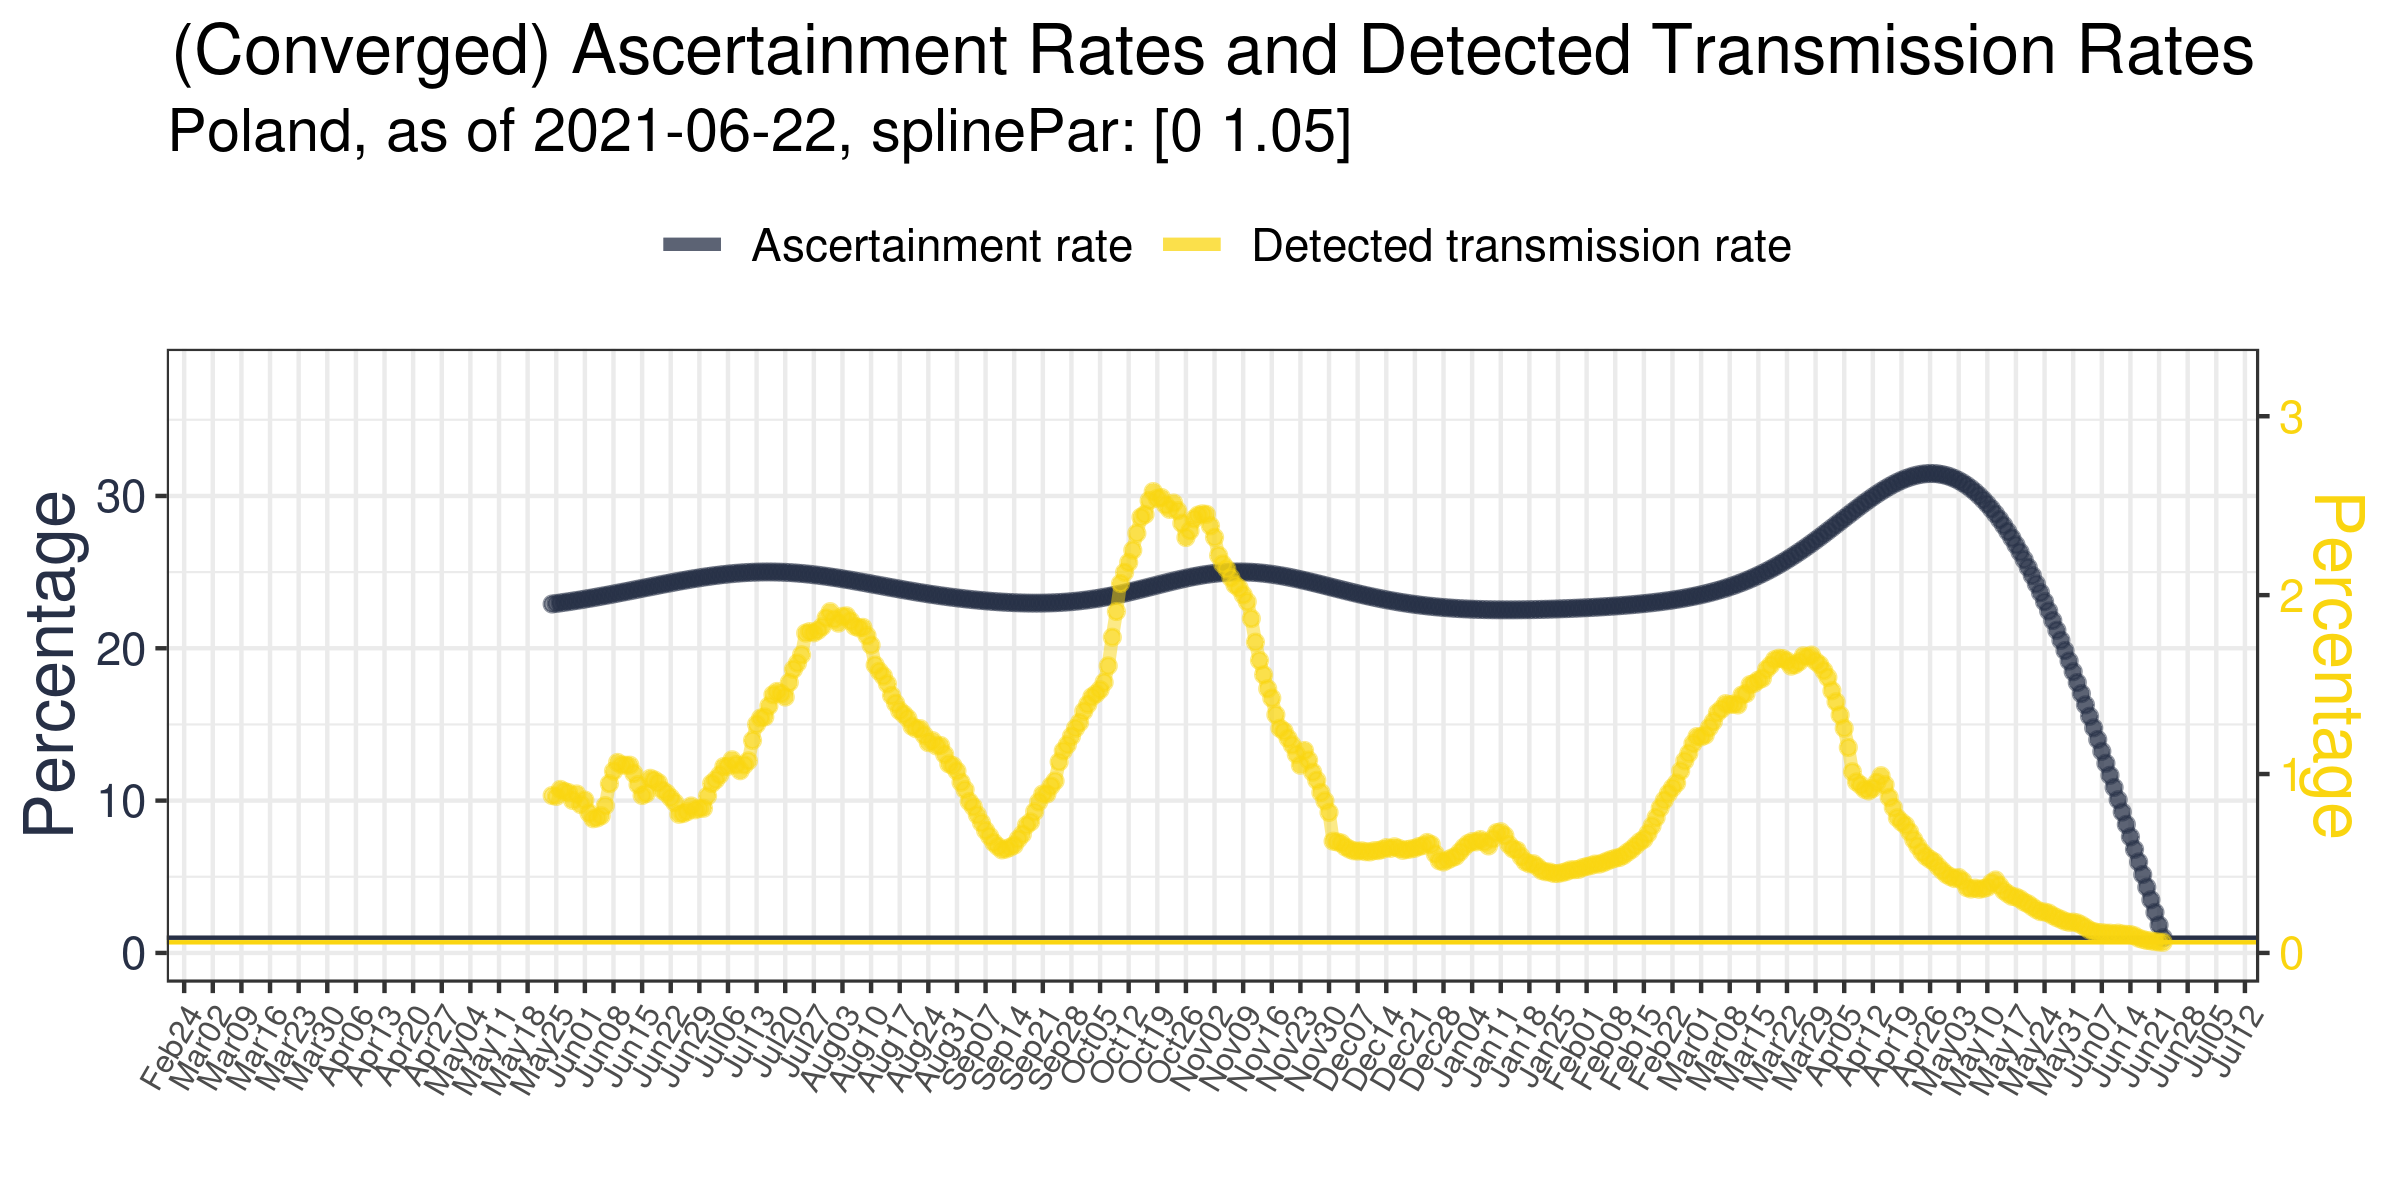 (Converged) Ascertainment Rates and Detected Transmission Rates
Poland, as of 2021-06-22, splinePar: [0 1.05]
Ascertainment rate Detected transmission rate
Percentage
30
20
10
0
3
2
1
0
Percentage
Feb24 Mar02 Mar09 Mar16 Mar23 Mar30 Apr06 Apr13 Apr20 Apr27 May04 May11 May18 May25 Jun01 Jun08 Jun15 Jun22 Jun29 Jul06 Jul13 Jul20 Jul27 Aug03 Aug10 Aug17 Aug24 Aug31 Sep07 Sep14 Sep21 Sep28 Oct05 Oct12 Oct19 Oct26 Nov02 Nov09 Nov16 Nov23 Nov30 Dec07 Dec14 Dec21 Dec28 Jan04 Jan11 Jan18 Jan25 Feb01 Feb08 Feb15 Feb22 Mar01 Mar08 Mar15 Mar22 Mar29 Apr05 Apr12 Apr19 Apr26 May03 May10 May17 May24 May31 Jun07 Jun14 Jun21 Jun28 Jul05 Jul12